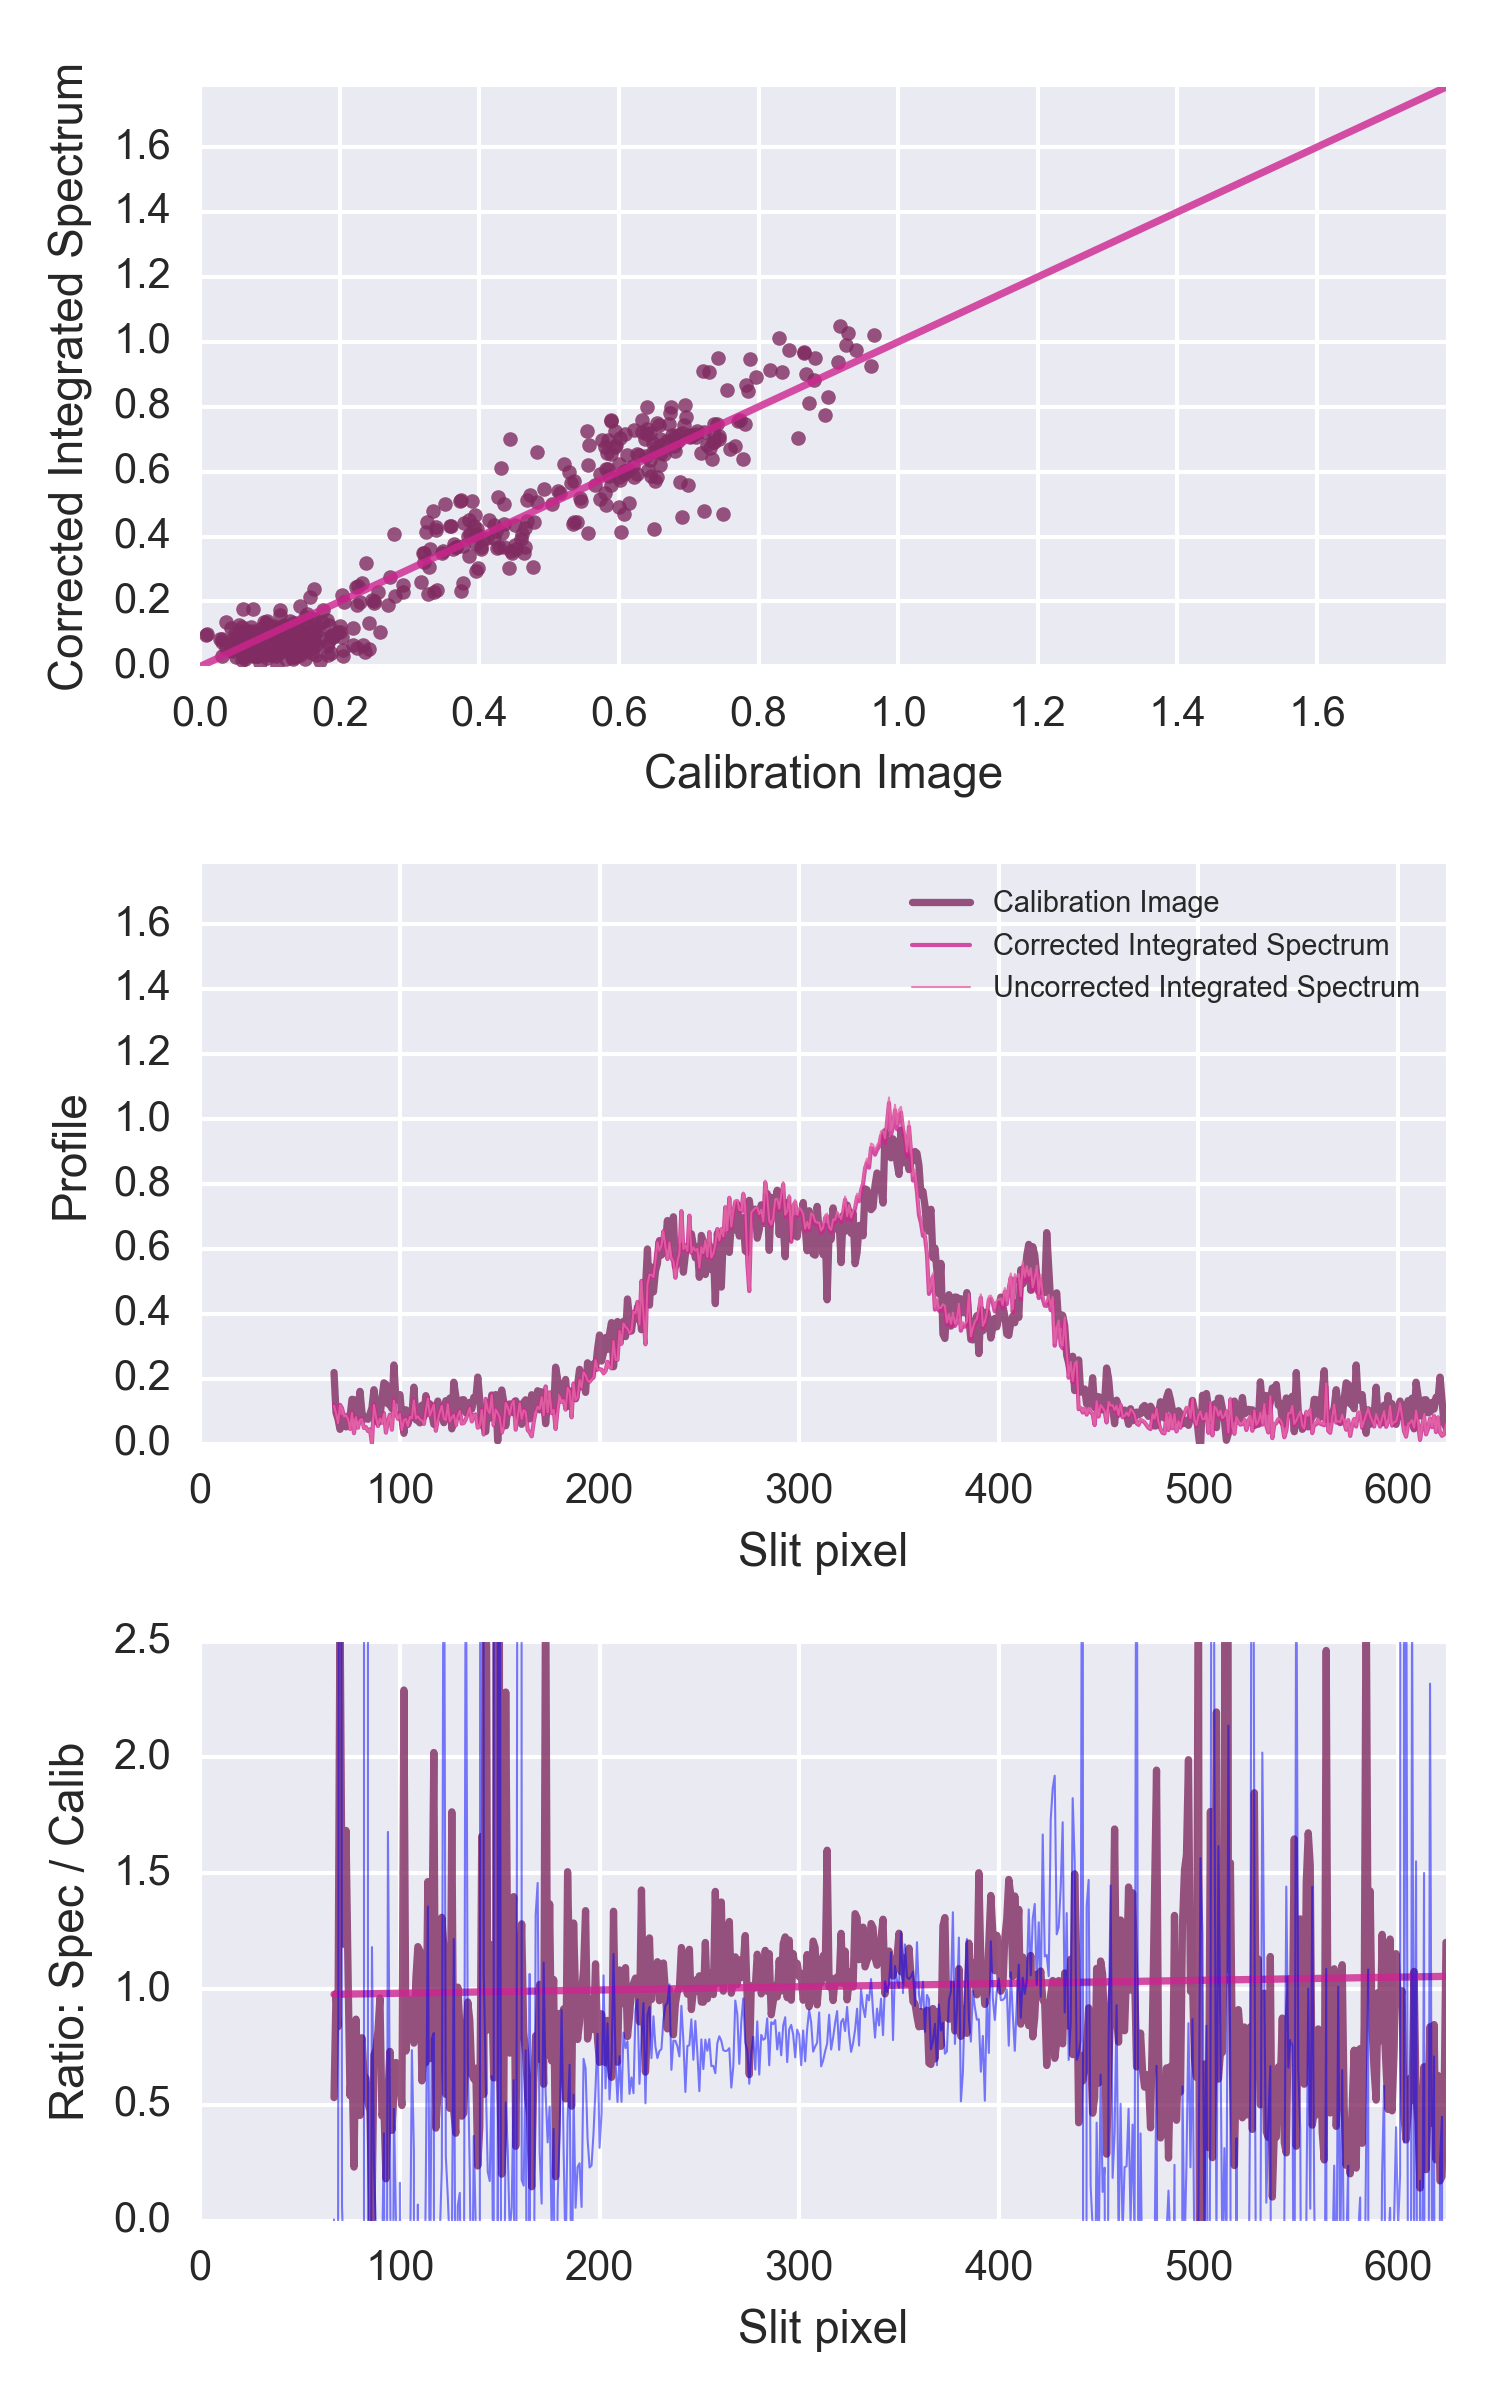 Corrected Integrated Spectrum
1.6
1.4
1.2
1.0
0.8
0.6
0.4
0.2
0.0
0.0 0.2 0.4 0.6 0.8 1.0 1.2 1.4 1.6
Calibration Image
Profile
1.6
1.4
1.2
1.0
0.8
0.6
0.4
0.2
0.0
Calibration Image
Corrected Integrated Spectrum
Uncorrected Integrated Spectrum
0 100 200 300 400 500 600
Slit pixel
Ratio: Spec / Calib
2.5
2.0
1.5
1.0
0.5
0.0
0 100 200 300 400 500 600
Slit pixel